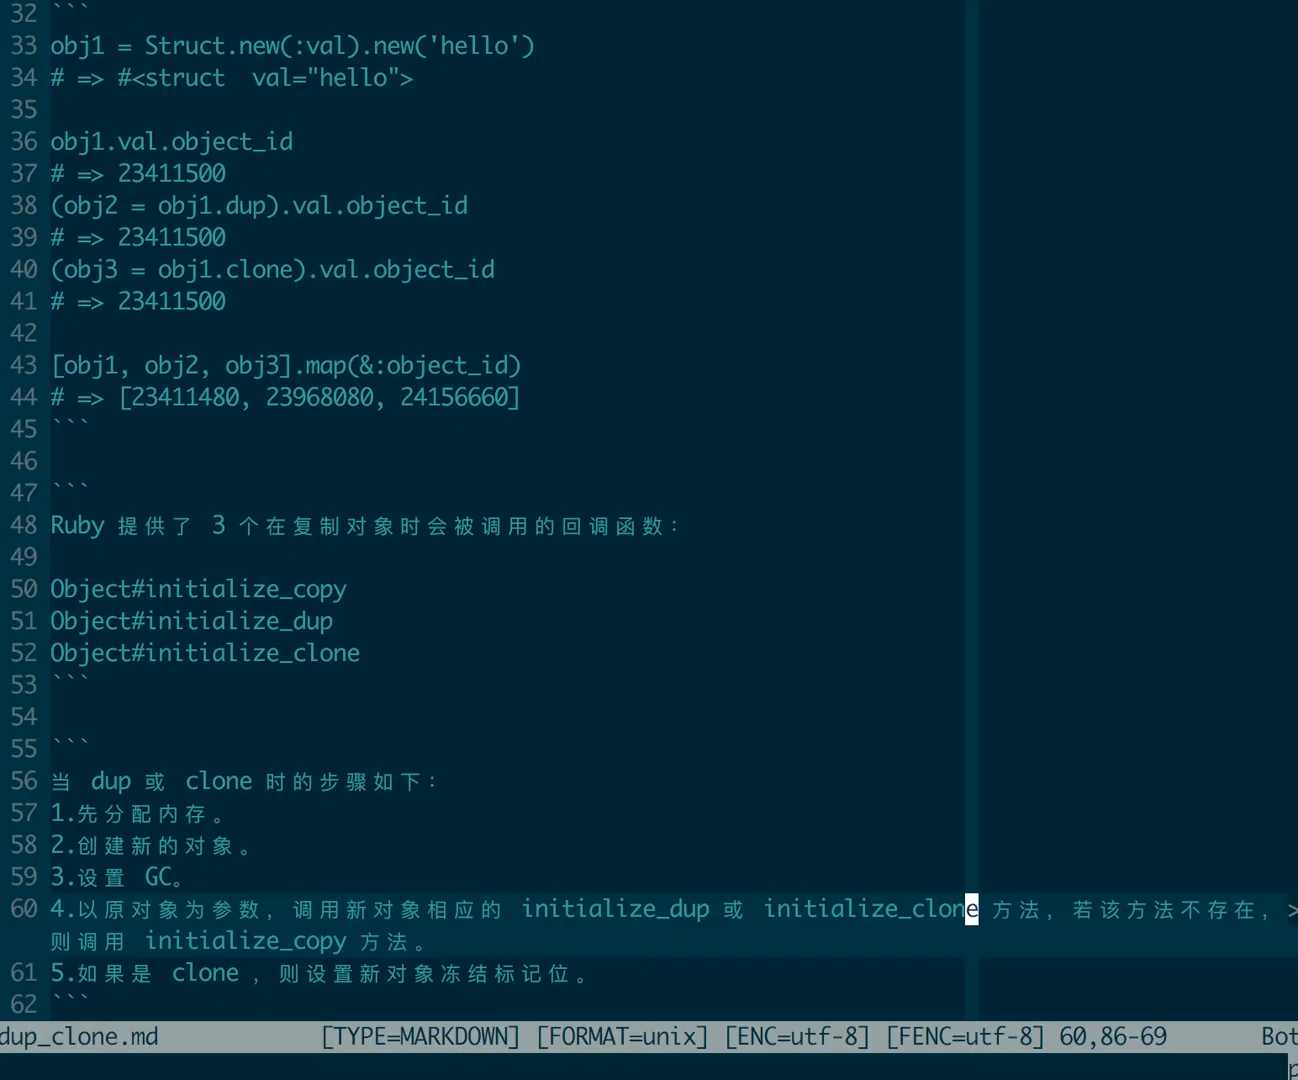 32 ```
33 obj1 = Struct.new(:val).new('hello')
34 # => #<struct  val="hello">
35
36 obj1.val.object_id
37 # => 23411500
38 (obj2 = obj1.dup).val.object_id
39 # => 23411500
40 (obj3 = obj1.clone).val.object_id
41 # => 23411500
42
43 [obj1, obj2, obj3].map(&:object_id)
44 # => [23411480, 23968080, 24156660]
45 ```
46
47 ```
48 Ruby 提供了 3 个在复制对象时会被调用的回调函数：
49
50 Object#initialize_copy
51 Object#initialize_dup
52 Object#initialize_clone
53 ```
54
55 ```
56 当 dup 或 clone 时的步骤如下：
57 1.先分配内存。
58 2.创建新的对象。
59 3.设置 GC。
60 4.以原对象为参数，调用新对象相应的 initialize_dup 或 initialize_clone 方法，若该方法不存在，>
则调用 initialize_copy 方法。
61 5.如果是 clone ，则设置新对象冻结标记位。
62 ```
dup_clone.md [TYPE=MARKDOWN] [FORMAT=unix] [ENC=utf-8] [FENC=utf-8] 60,86-69 Bot